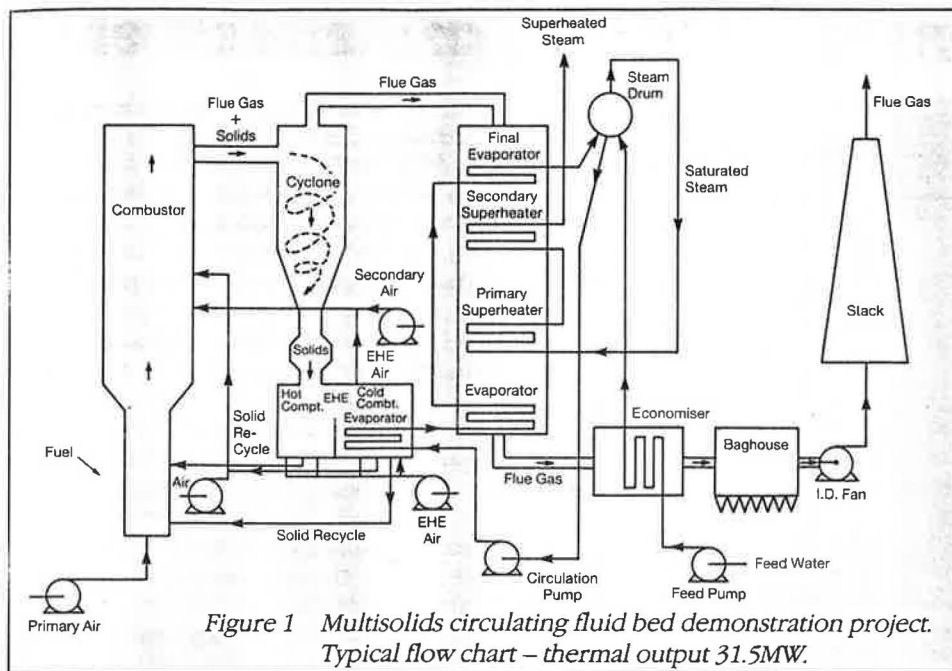 Superheated
Steam
Flue Gas
Steam
Drum
Flue Gas
Flue Gas
+
Solids
Final
Evaporator
Cyclone
Saturated
Steam
Combustor
Secondary
Superheater
Secondary
Air
Primary
Superheater
Stack
Solids
EHE
Air
Hot
Compt.
EHE
Cold
Combt.
Evaporator
Evaporator
Economiser
Solid
Re-
Cycle
Baghouse
Fuel
Air
Flue Gas
I.D. Fan
Solid Recycle
EHE
Air
Feed Water
Circulation
Pump
Feed Pump
Primary Air
Figure 1 Multisolids circulating fluid bed demonstration project.
Typical flow chart – thermal output 31.5MW.